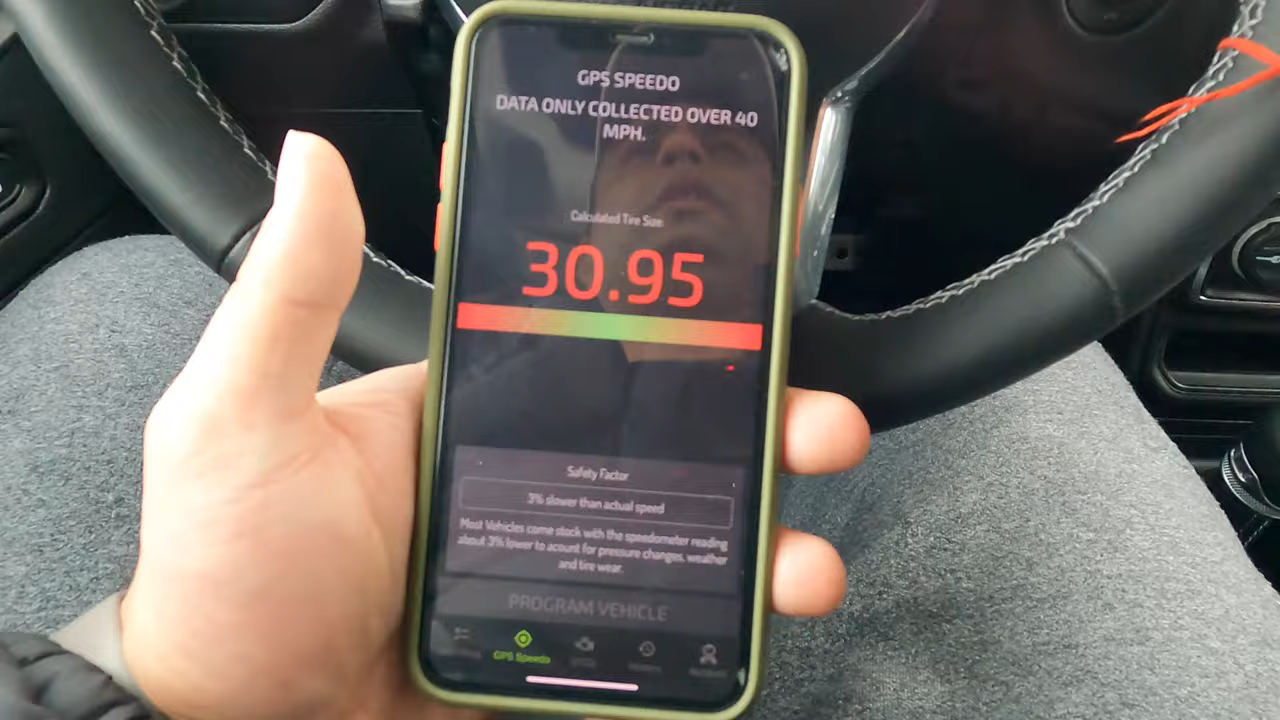 GPS SPEEDO
DATA ONLY COLLECTED OVER 40
MPH.
Calculated Tire Size
30.95
Safety Factor
3% slower than actual speed
Most Vehicles come stock with the speedometer reading
about 3% lower to acount for pressure changes, weather
and tire wear.
PROGRAM VEHICLE
GPS Speedo